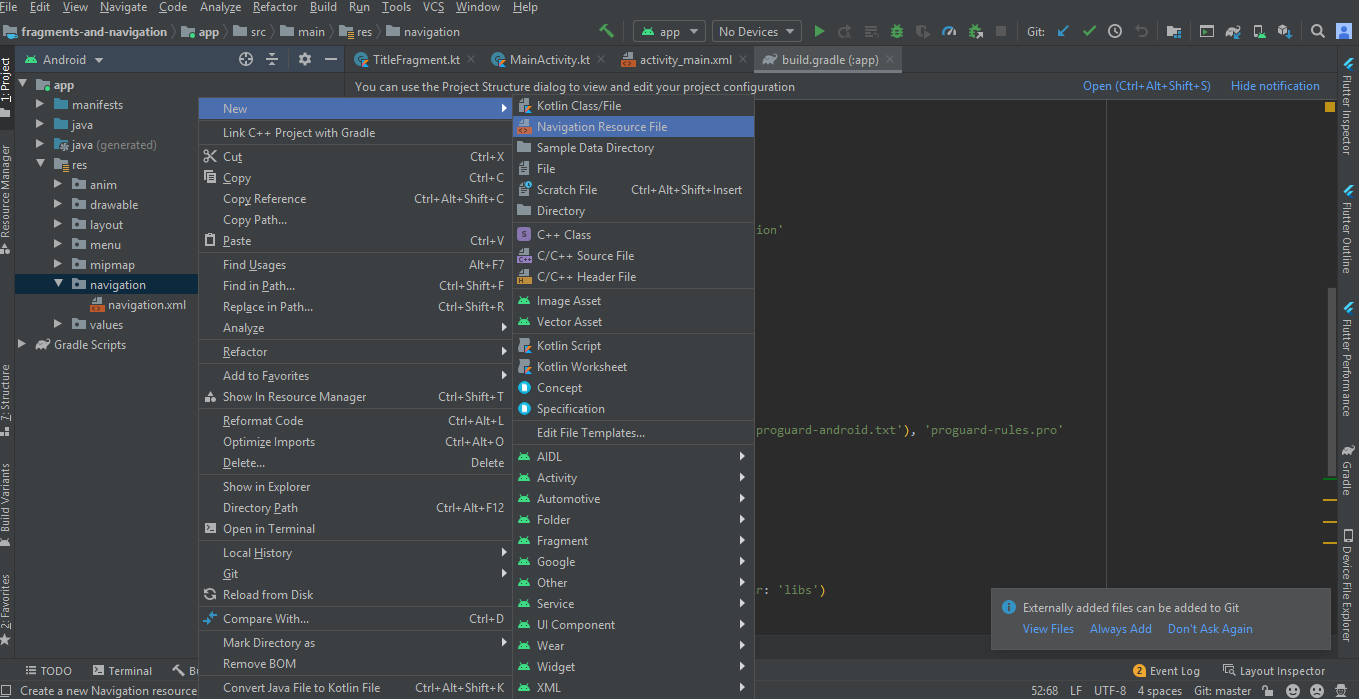 File Edit View Navigate Code Analyze Refactor Build Run Tools VCS Window Help
fragments-and-navigation app src main res navigation
app No Devices Git:
Android
TitleFragment.kt MainActivity.kt activity_main.xml build.gradle (:app)
You can use the Project Structure dialog to view and edit your project configuration Open (Ctrl+Alt+Shift+S) Hide notification
1: Project
Resource Manager
7: Structure
Build Variants
2: Favorites
app
manifests
java
java (generated)
res
anim
drawable
layout
menu
mipmap
navigation
navigation.xml
values
Gradle Scripts
New
Link C++ Project with Gradle
Cut Ctrl+X
Copy Ctrl+C
Copy Reference Ctrl+Alt+Shift+C
Copy Path...
Paste Ctrl+V
Find Usages Alt+F7
Find in Path... Ctrl+Shift+F
Replace in Path... Ctrl+Shift+R
Analyze
Refactor
Add to Favorites
Show In Resource Manager Ctrl+Shift+T
Reformat Code Ctrl+Alt+L
Optimize Imports Ctrl+Alt+O
Delete... Delete
Show in Explorer
Directory Path Ctrl+Alt+F12
Open in Terminal
Local History
Git
Reload from Disk
Compare With... Ctrl+D
Mark Directory as
Remove BOM
Convert Java File to Kotlin File Ctrl+Alt+Shift+K
Kotlin Class/File
Navigation Resource File
Sample Data Directory
File
Scratch File Ctrl+Alt+Shift+Insert
Directory
C++ Class
C/C++ Source File
C/C++ Header File
Image Asset
Vector Asset
Kotlin Script
Kotlin Worksheet
Concept
Specification
Edit File Templates...
AIDL
Activity
Automotive
Folder
Fragment
Google
Other
Service
UI Component
Wear
Widget
XML
ion'
proguard-android.txt'), 'proguard-rules.pro'
r: 'libs')
Flutter Inspector
Flutter Outline
Flutter Performance
Gradle
Device File Explorer
Externally added files can be added to Git
View Files Always Add Don't Ask Again
TODO Terminal Bu 2 Event Log Layout Inspector
Create a new Navigation resource 52:68 LF UTF-8 4 spaces Git: master